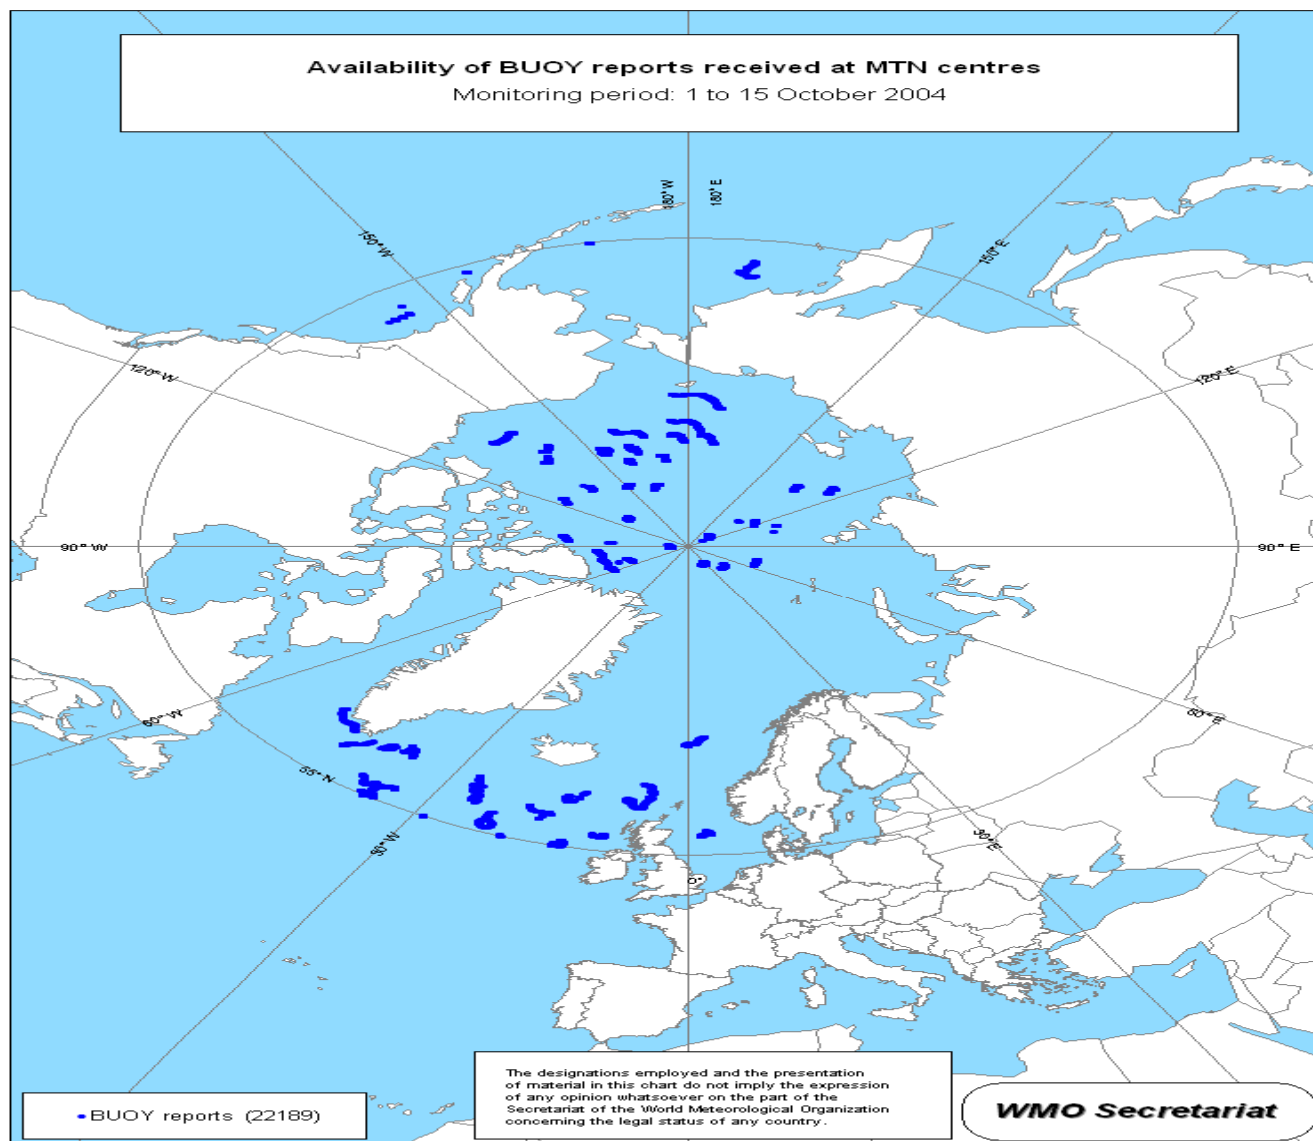 Availability of BUOY reports received at MTN centres
Monitoring period: 1 to 15 October 2004
180° W
180° E
150° W
150° E
120° W
120° E
90° W
90° E
60° W
60° E
55° N
30° W
30° E
0°
The designations employed and the presentation
of material in this chart do not imply the expression
of any opinion whatsoever on the part of the
Secretariat of the World Meteorological Organization
concerning the legal status of any country.
BUOY reports (22189)
WMO Secretariat